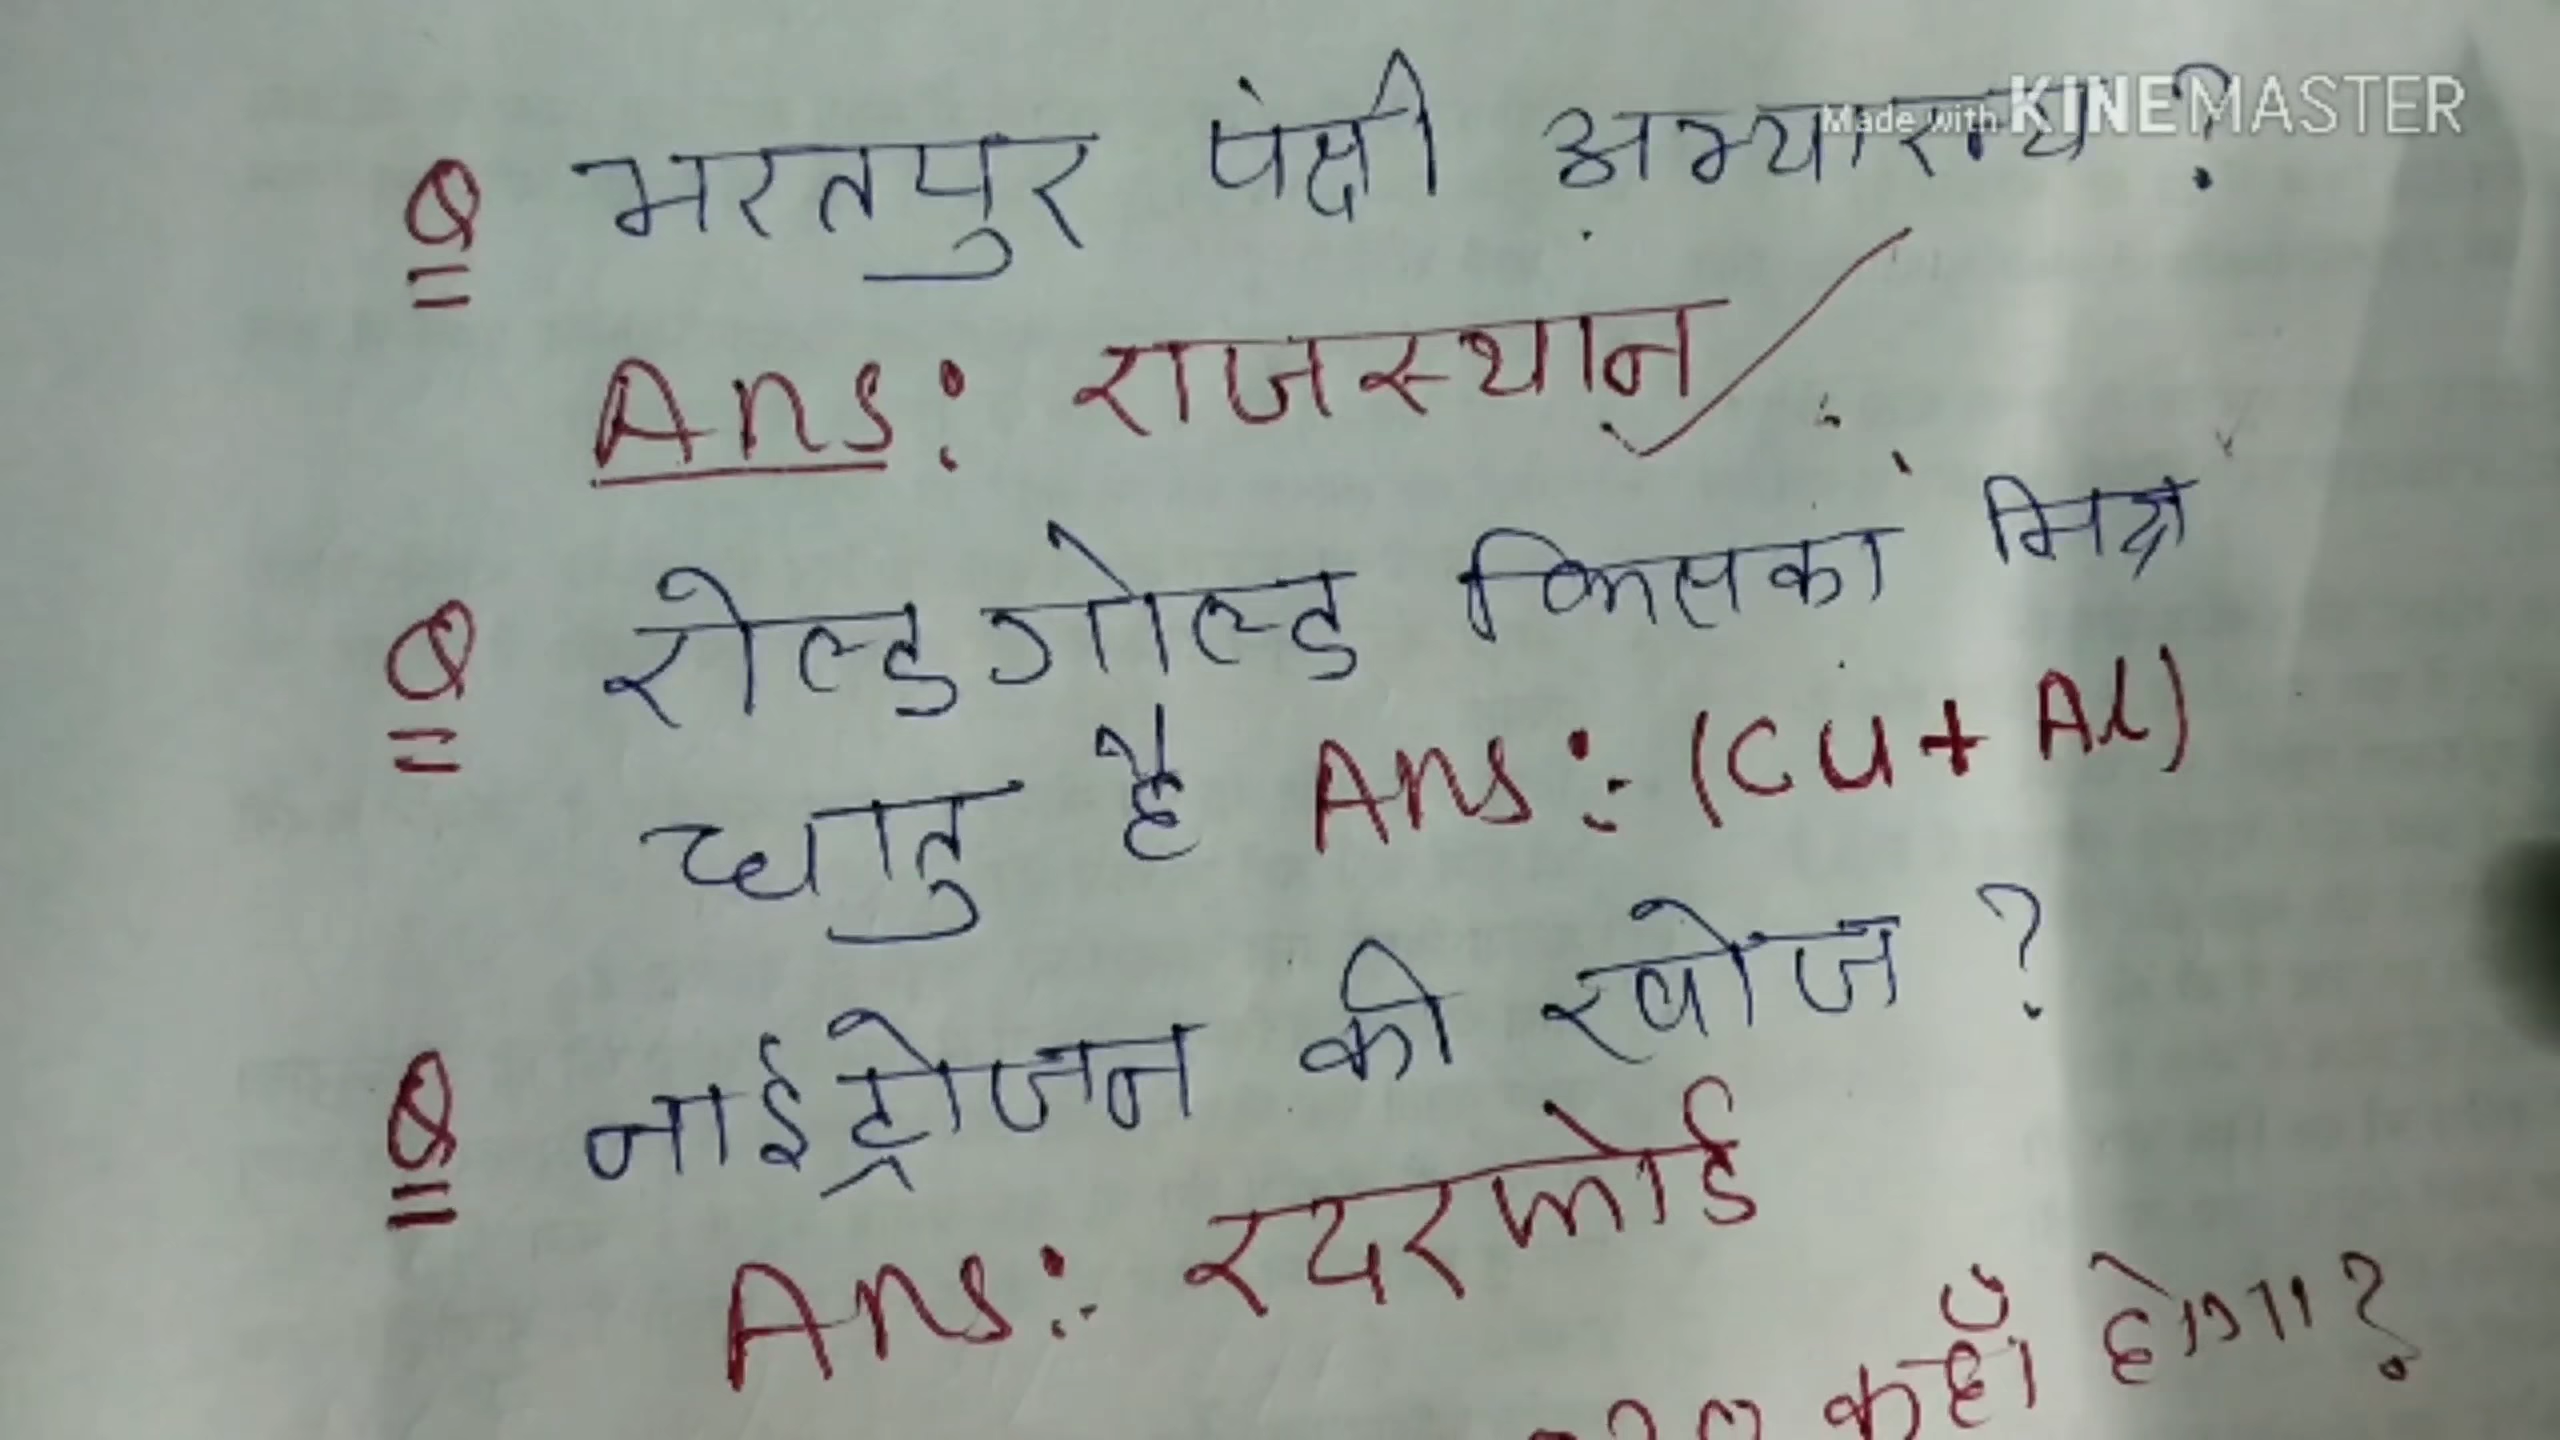 Made with KINEMASTER
Q भरतपुर पंक्षी अभ्यारण्य ?
Ans: राजस्थान
Q रोल्डगोल्ड किसका मिश्र
धातु है Ans:- (Cu + Al)
Q नाईट्रोजन की खोज ?
Ans:- रदरफोर्ड
कहाँ होगा ?